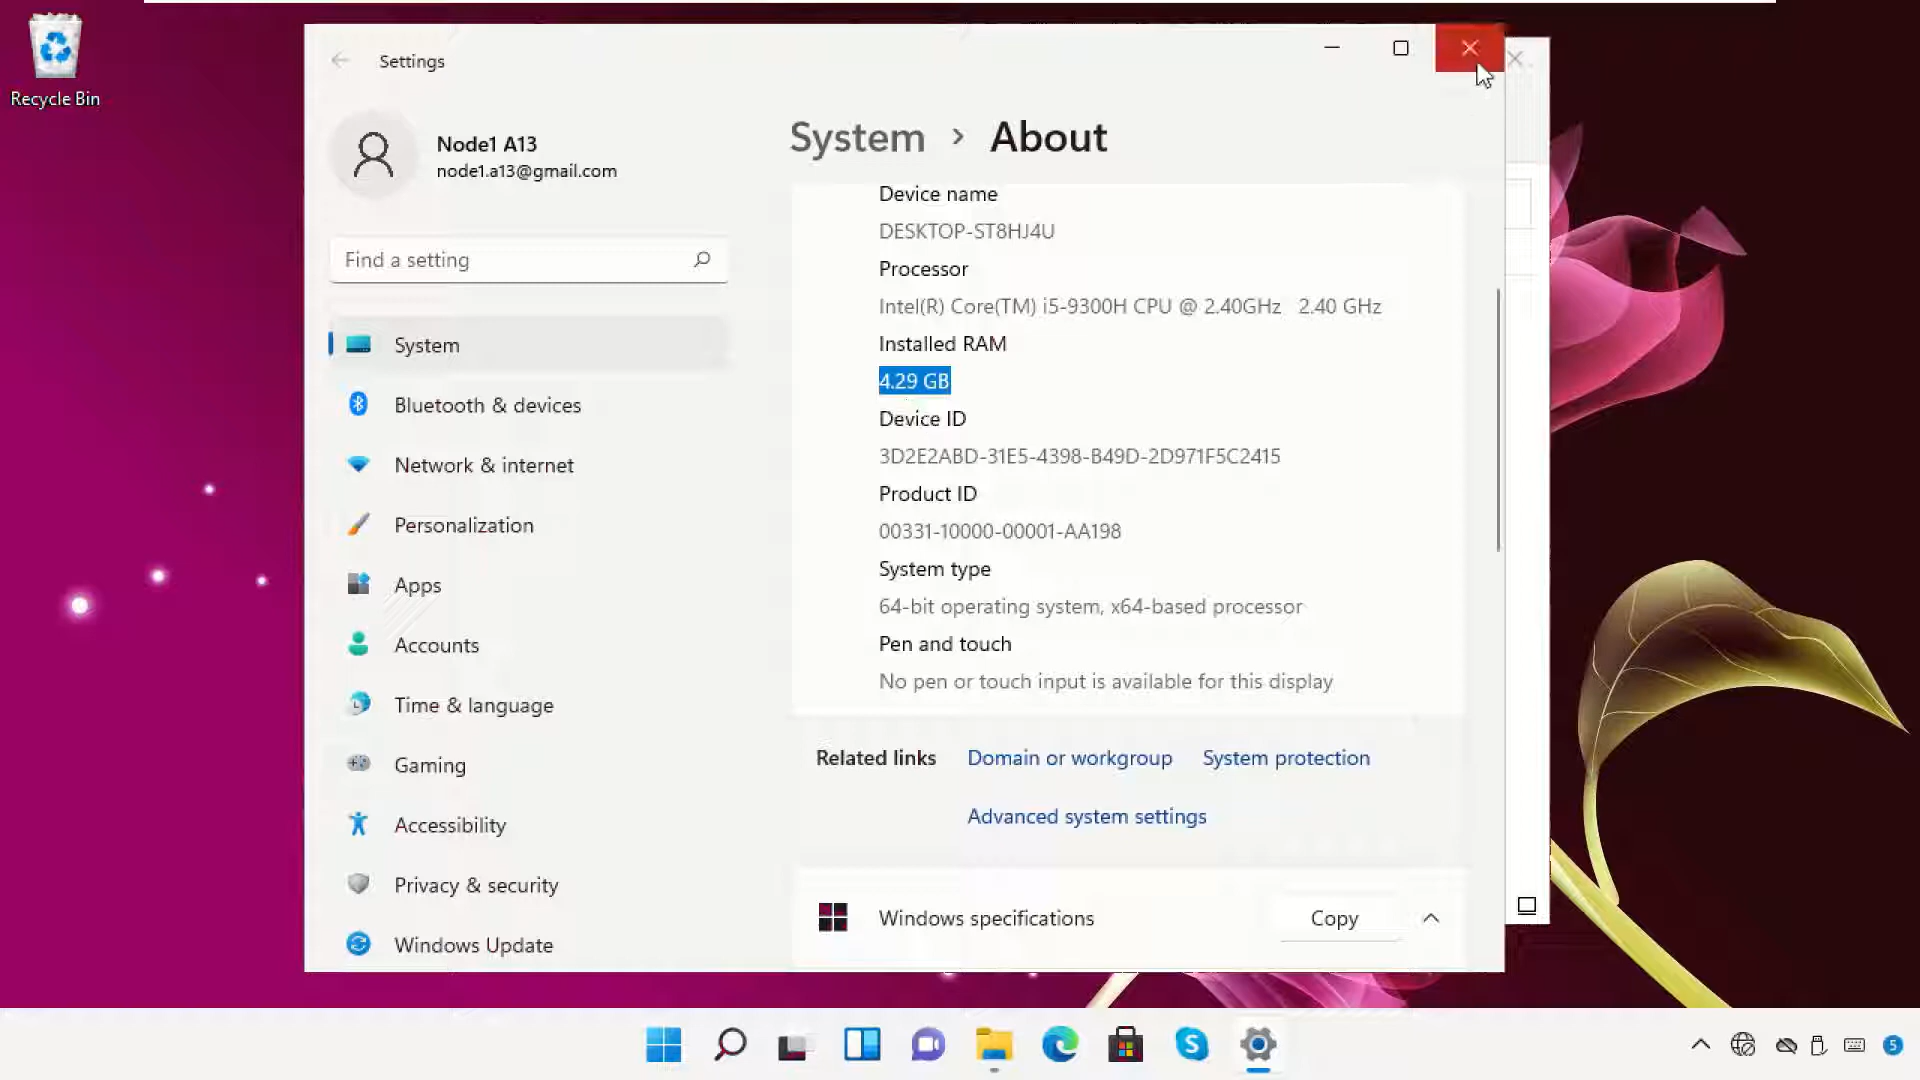 Recycle Bin
Settings
Node1 A13
node1.a13@gmail.com
Find a setting
System
Bluetooth & devices
Network & internet
Personalization
Apps
Accounts
Time & language
Gaming
Accessibility
Privacy & security
Windows Update
System > About
Device name
DESKTOP-ST8HJ4U
Processor
Intel(R) Core(TM) i5-9300H CPU @ 2.40GHz 2.40 GHz
Installed RAM
4.29 GB
Device ID
3D2E2ABD-31E5-4398-B49D-2D971F5C2415
Product ID
00331-10000-00001-AA198
System type
64-bit operating system, x64-based processor
Pen and touch
No pen or touch input is available for this display
Related links Domain or workgroup System protection
Advanced system settings
Windows specifications Copy
S 5